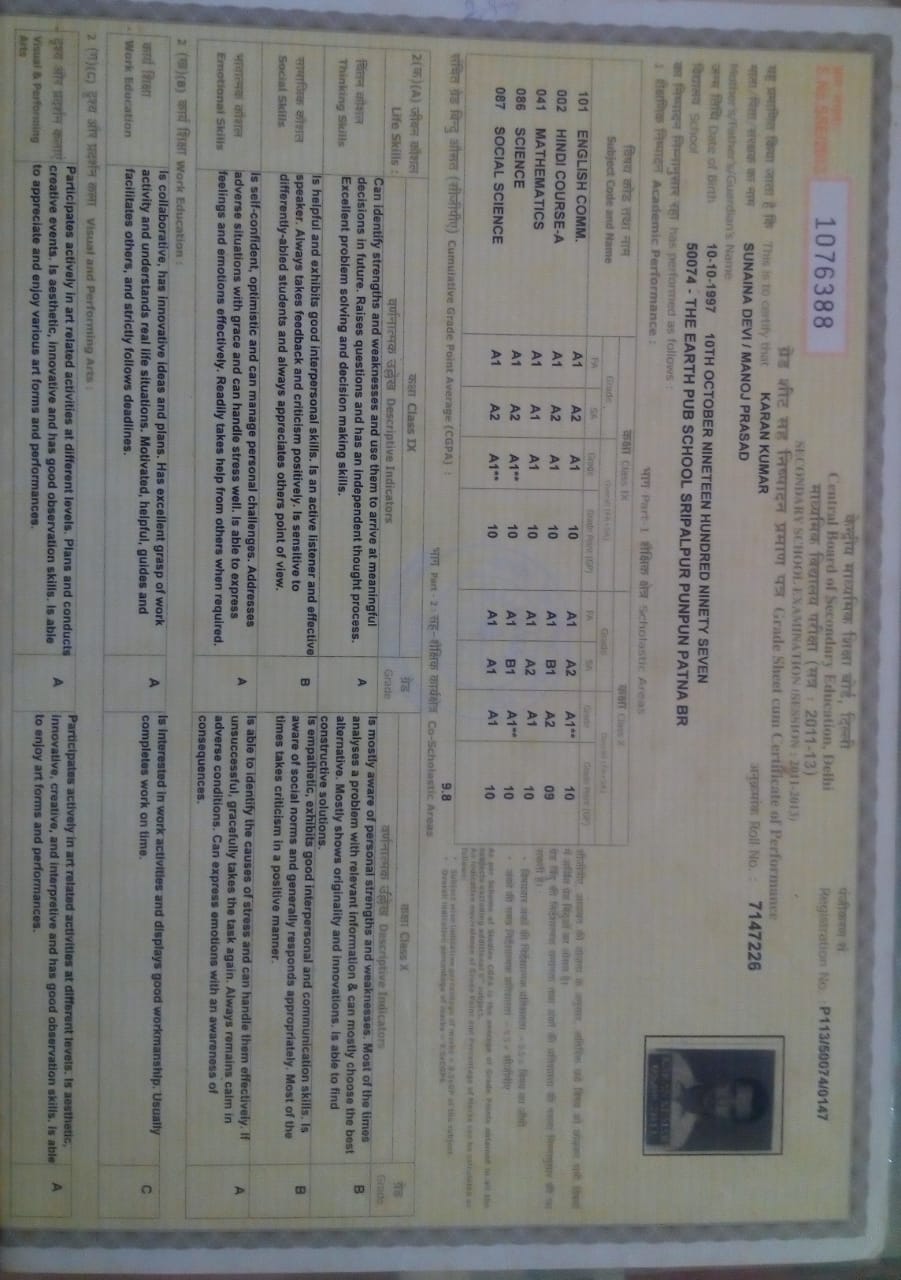 केन्द्रीय माध्यमिक शिक्षा बोर्ड, दिल्ली
Central Board of Secondary Education, Delhi
माध्यमिक विद्यालय परीक्षा (सत्र : 2011-13)
SECONDARY SCHOOL EXAMINATION (SESSION : 2011-2013)
ग्रेड शीट सह निष्पादन प्रमाण पत्र Grade Sheet cum Certificate of Performance
1076388
पंजीकरण सं
Registration No. : P113/50074/0147
अनुक्रमांक Roll No. : 7147226
यह प्रमाणित किया जाता है कि This is to certify that KARAN KUMAR
Mother's/Father's/Guardian's Name SUNAINA DEVI / MANOJ PRASAD
जन्म तिथि Date of Birth 10-10-1997 10TH OCTOBER NINETEEN HUNDRED NINETY SEVEN
विद्यालय School 50074 - THE EARTH PUB SCHOOL SRIPALPUR PUNPUN PATNA BR
has performed as follows :
भाग Part-1 शैक्षिक क्षेत्र Scholastic Areas
Academic Performance :
Subject Code and Name
कक्षा Class IX
कक्षा Class X
Grade
FA SA Grade Grade Point (GP) FA SA Grade Grade Point (GP)
101 ENGLISH COMM. A1 A2 A1 10 A1 A2 A1** 10
002 HINDI COURSE-A A1 A2 A1 10 A1 B1 A2 09
041 MATHEMATICS A1 A1 A1 10 A1 A2 A1 10
086 SCIENCE A1 A2 A1** 10 A1 B1 A1** 10
087 SOCIAL SCIENCE A1 A2 A1** 10 A1 A1 A1 10
Cumulative Grade Point Average (CGPA) : 9.8
भाग Part - 2 : सह-शैक्षिक कार्यक्षेत्र Co-Scholastic Areas
कक्षा Class IX
कक्षा Class X
2(क)(A) जीवन कौशल
Life Skills :
वर्णनात्मक उल्लेख Descriptive Indicators
ग्रेड
Grade
वर्णनात्मक उल्लेख Descriptive Indicators
ग्रेड
Grade
चिंतन कौशल
Thinking Skills
Can identify strengths and weaknesses and use them to arrive at meaningful
decisions in future. Raises questions and has an independent thought process.
Excellent problem solving and decision making skills.
A
Is mostly aware of personal strengths and weaknesses. Most of the times
analyses a problem with relevant information & can mostly choose the best
alternative. Mostly shows originality and innovations. Is able to find
constructive solutions.
B
सामाजिक कौशल
Social Skills
Is helpful and exhibits good interpersonal skills. Is an active listener and effective
speaker. Always takes feedback and criticism positively. Is sensitive to
differently-abled students and always appreciates others point of view.
B
Is empathetic, exhibits good interpersonal and communication skills. Is
aware of social norms and generally responds appropriately. Most of the
times takes criticism in a positive manner.
B
भावनात्मक कौशल
Emotional Skills
Is self-confident, optimistic and can manage personal challenges. Addresses
adverse situations with grace and can handle stress well. Is able to express
feelings and emotions effectively. Readily takes help from others when required.
A
Is able to identify the causes of stress and can handle them effectively. If
unsuccessful, gracefully takes the task again. Always remains calm in
adverse conditions. Can express emotions with an awareness of
consequences.
A
2 (ख)(B) कार्य शिक्षा Work Education :
कार्य शिक्षा
Work Education
Is collaborative, has innovative ideas and plans. Has excellent grasp of work
activity and understands real life situations. Motivated, helpful, guides and
facilitates others, and strictly follows deadlines.
A
Is interested in work activities and displays good workmanship. Usually
completes work on time.
C
2 (ग)(C) दृश्य और प्रदर्शन कला Visual and Performing Arts :
दृश्य और प्रदर्शन कलाएं
Visual & Performing
Arts
Participates actively in art related activities at different levels. Plans and conducts
creative events. Is aesthetic, innovative and has good observation skills. Is able
to appreciate and enjoy various art forms and performances.
A
Participates actively in art related activities at different levels. Is aesthetic,
innovative, creative, and interpretive and has good observation skills. Is able
to enjoy art forms and performances.
A